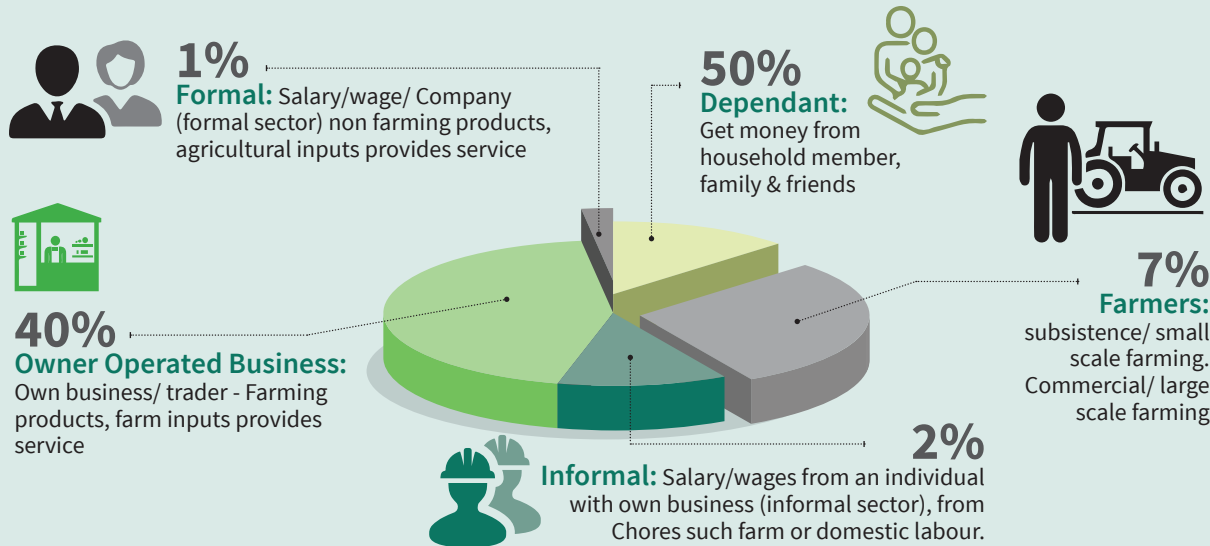 1%
Formal: Salary/wage/ Company
(formal sector) non farming products,
agricultural inputs provides service
50%
Dependant:
Get money from
household member,
family & friends
7%
Farmers:
subsistence/ small
scale farming.
Commercial/ large
scale farming
40%
Owner Operated Business:
Own business/ trader - Farming
products, farm inputs provides
service
2%
Informal: Salary/wages from an individual
with own business (informal sector), from
Chores such farm or domestic labour.